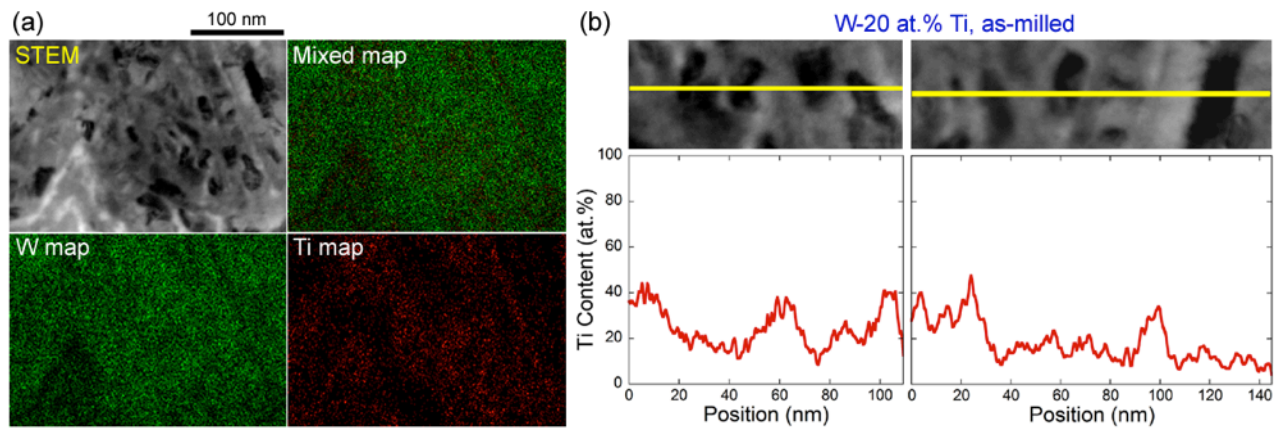 (a)
100 nm
STEM
Mixed map
W map
Ti map
(b)
W-20 at.% Ti, as-milled
Ti Content (at.%)
100
80
60
40
20
0
0 20 40 60 80 100
Position (nm)
0 20 40 60 80 100 120 140
Position (nm)